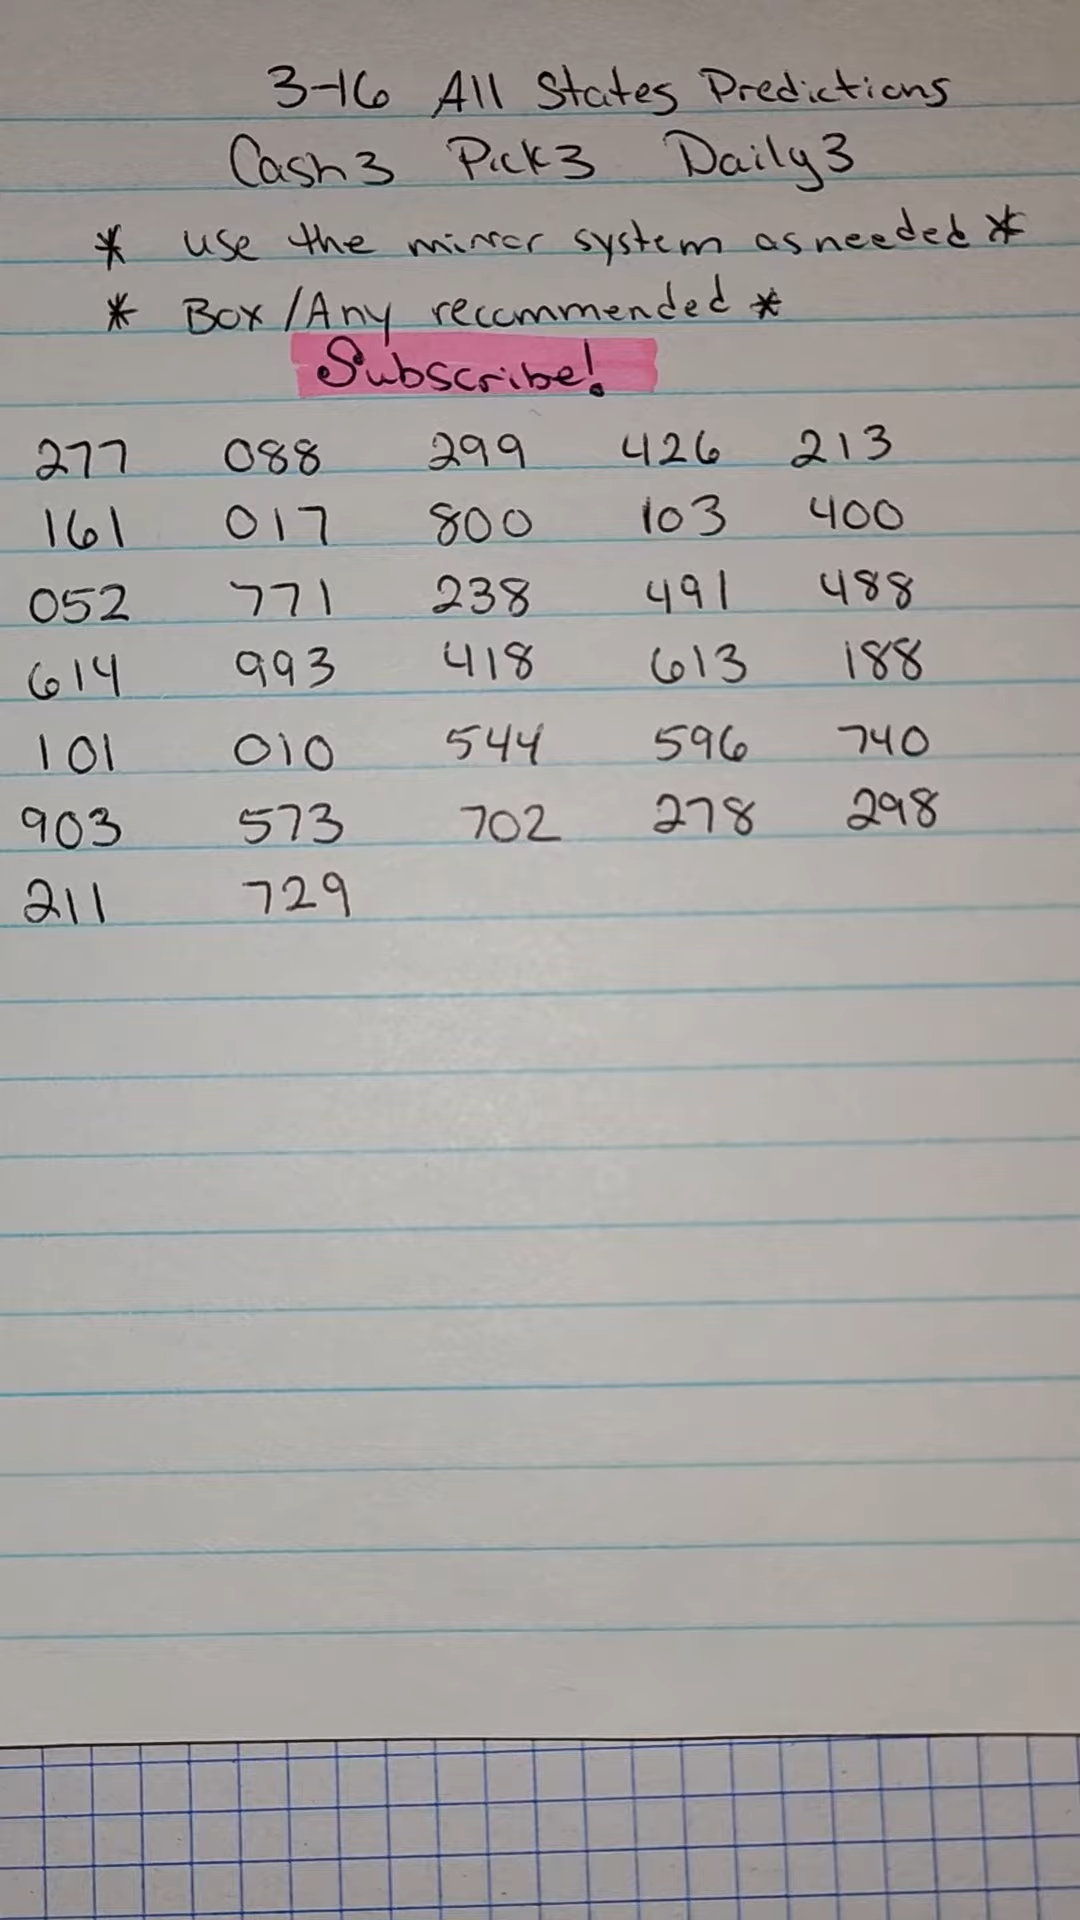 3-16 All States Predictions
Cash3 Pick3 Daily3
* use the mirror system as needed *
* Box/Any recommended *
Subscribe!
277 088 299 426 213
161 017 800 103 400
052 771 238 491 488
614 993 418 613 188
101 010 544 596 740
903 573 702 278 298
211 729